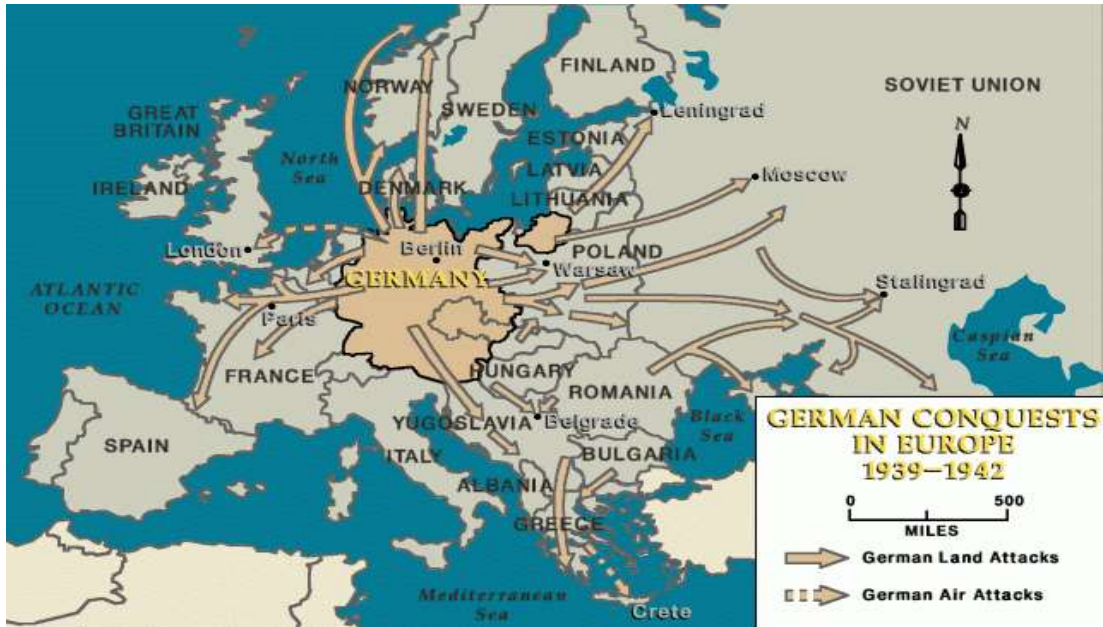 FINLAND
SOVIET UNION
NORWAY
SWEDEN
GREAT
BRITAIN
Leningrad
ESTONIA
N
North
Sea
LATVIA
IRELAND
DENMARK
Moscow
LITHUANIA
London
Berlin
POLAND
Warsaw
GERMANY
ATLANTIC
OCEAN
Stalingrad
Paris
Caspian
Sea
FRANCE
HUNGARY
ROMANIA
Black
Sea
YUGOSLAVIA
Belgrade
SPAIN
ITALY
BULGARIA
ALBANIA
GREECE
Mediterranean
Sea
Crete
GERMAN CONQUESTS
IN EUROPE
1939–1942
0 500
MILES
German Land Attacks
German Air Attacks